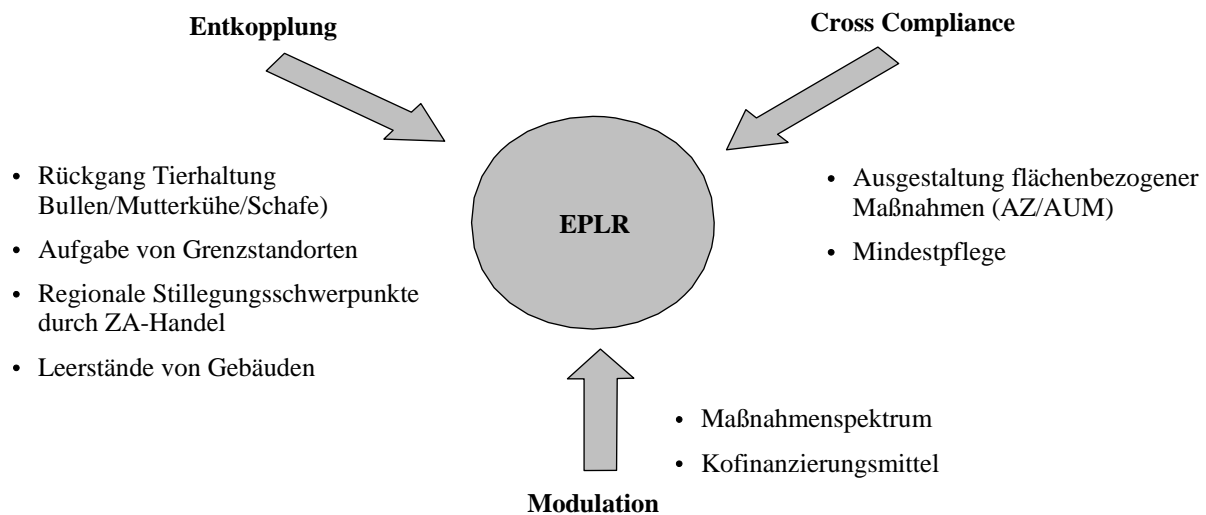 Entkopplung
Cross Compliance
• Rückgang Tierhaltung
Bullen/Mutterkühe/Schafe)
• Aufgabe von Grenzstandorten
• Regionale Stillegungsschwerpunkte
durch ZA-Handel
• Leerstände von Gebäuden
EPLR
• Ausgestaltung flächenbezogener
Maßnahmen (AZ/AUM)
• Mindestpflege
• Maßnahmenspektrum
• Kofinanzierungsmittel
Modulation